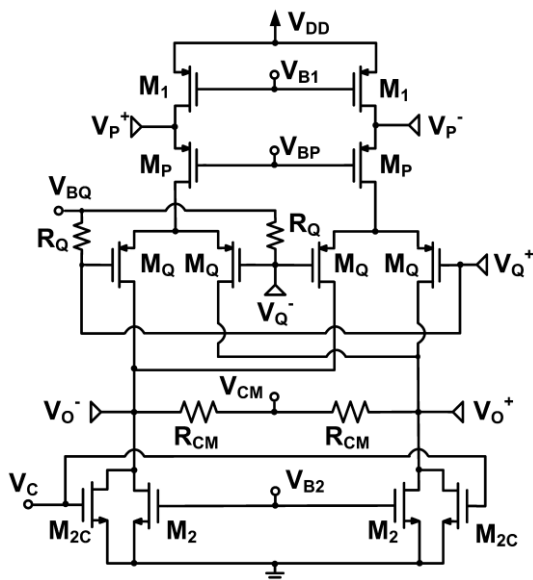 V_DD
M_1 V_B1 M_1
V_P^+ V_P^-
M_P V_BP M_P
V_BQ
R_Q R_Q
M_Q M_Q M_Q M_Q V_Q^+
V_Q^-
V_O^- V_CM V_O^+
R_CM R_CM
V_C V_B2
M_2C M_2 M_2 M_2C